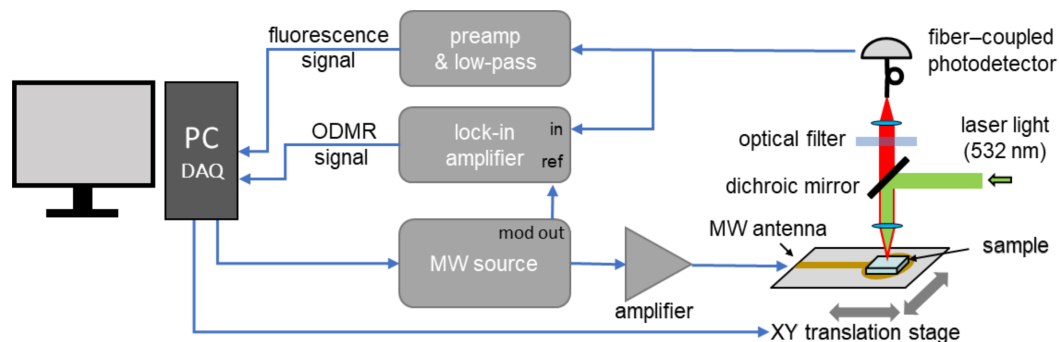 fluorescence
signal
preamp
& low-pass
fiber–coupled
photodetector
PC
DAQ
ODMR
signal
lock-in
amplifier
in
ref
optical filter
laser light
(532 nm)
dichroic mirror
mod out
MW source
amplifier
MW antenna
sample
XY translation stage